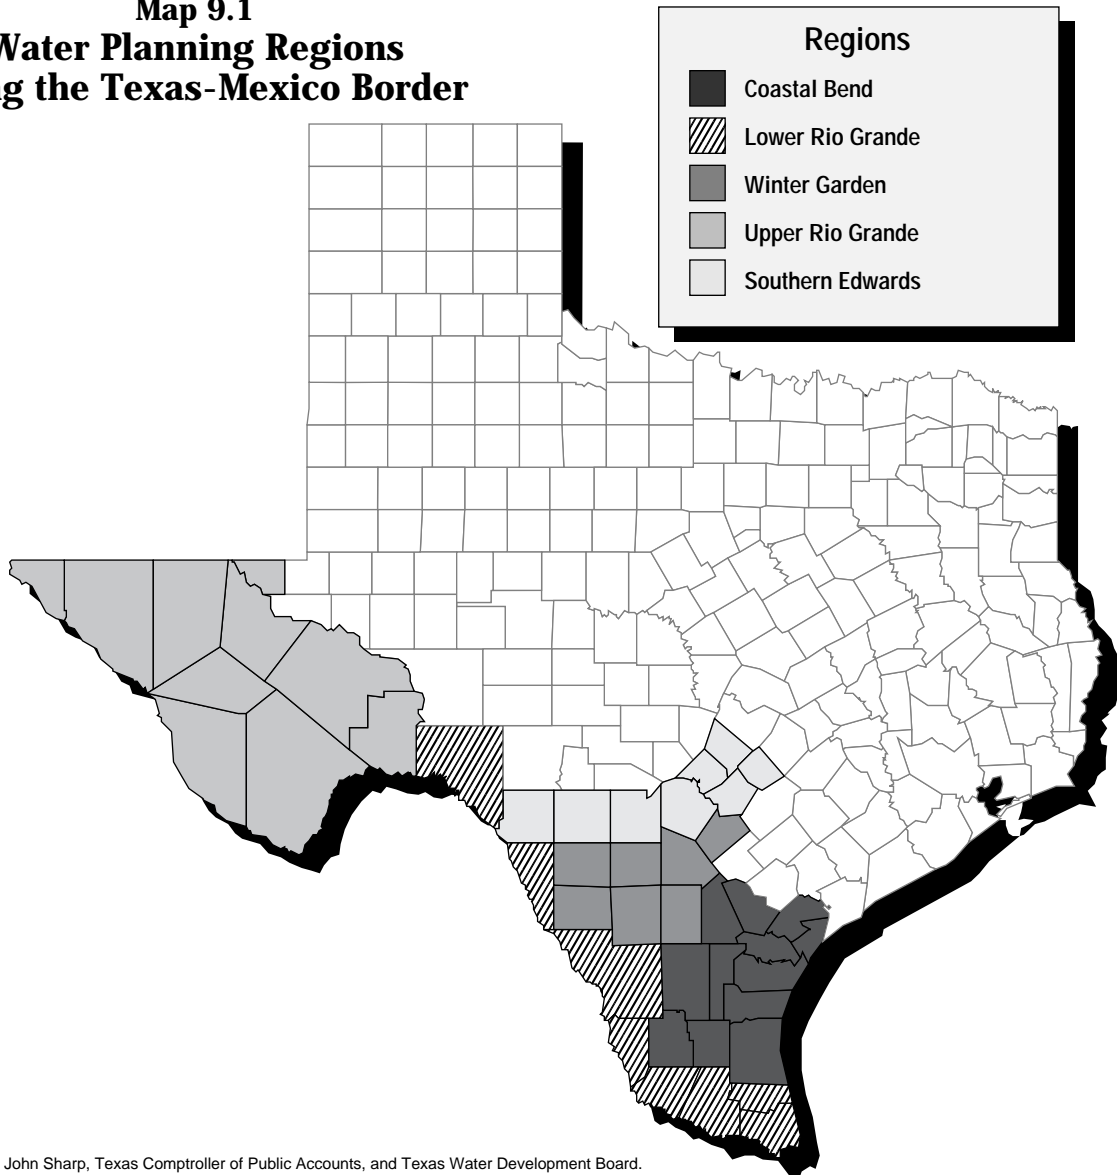 Map 9.1
Water Planning Regions
the Texas-Mexico Border
Regions
Coastal Bend
Lower Rio Grande
Winter Garden
Upper Rio Grande
Southern Edwards
John Sharp, Texas Comptroller of Public Accounts, and Texas Water Development Board.